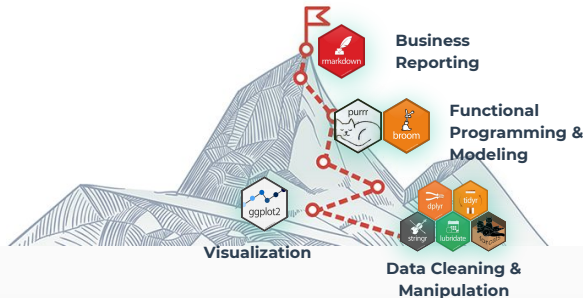 rmarkdown
Business
Reporting
purrr
broom
Functional
Programming &
Modeling
ggplot2
Visualization
dplyr
tidyr
stringr
lubridate
Data Cleaning &
Manipulation